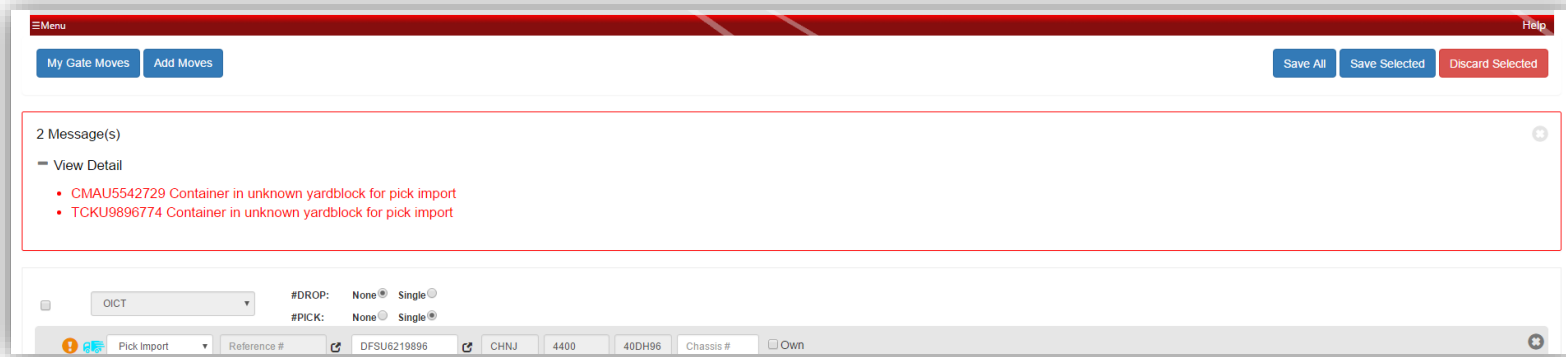 ☰Menu Help
My Gate Moves Add Moves Save All Save Selected Discard Selected
2 Message(s)
View Detail
• CMAU5542729 Container in unknown yardblock for pick import
• TCKU9896774 Container in unknown yardblock for pick import
OICT #DROP: None Single
#PICK: None Single
Pick Import Reference # DFSU6219896 CHNJ 4400 40DH96 Chassis # Own